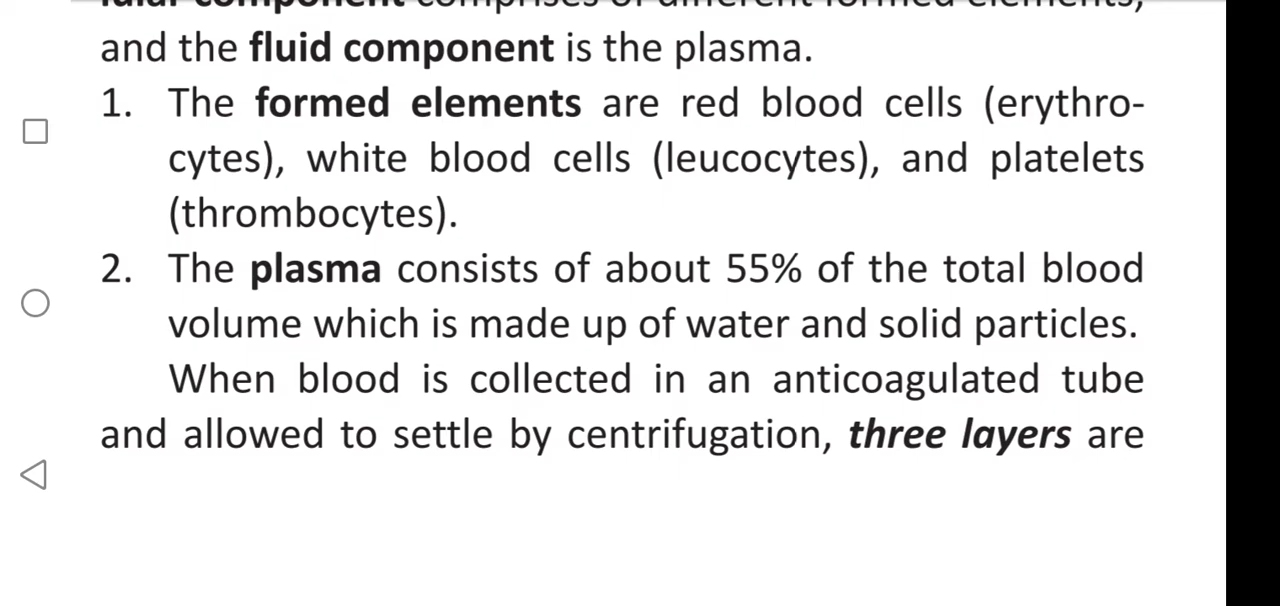 and the fluid component is the plasma.
1. The formed elements are red blood cells (erythro-
cytes), white blood cells (leucocytes), and platelets
(thrombocytes).
2. The plasma consists of about 55% of the total blood
volume which is made up of water and solid particles.
When blood is collected in an anticoagulated tube
and allowed to settle by centrifugation, three layers are